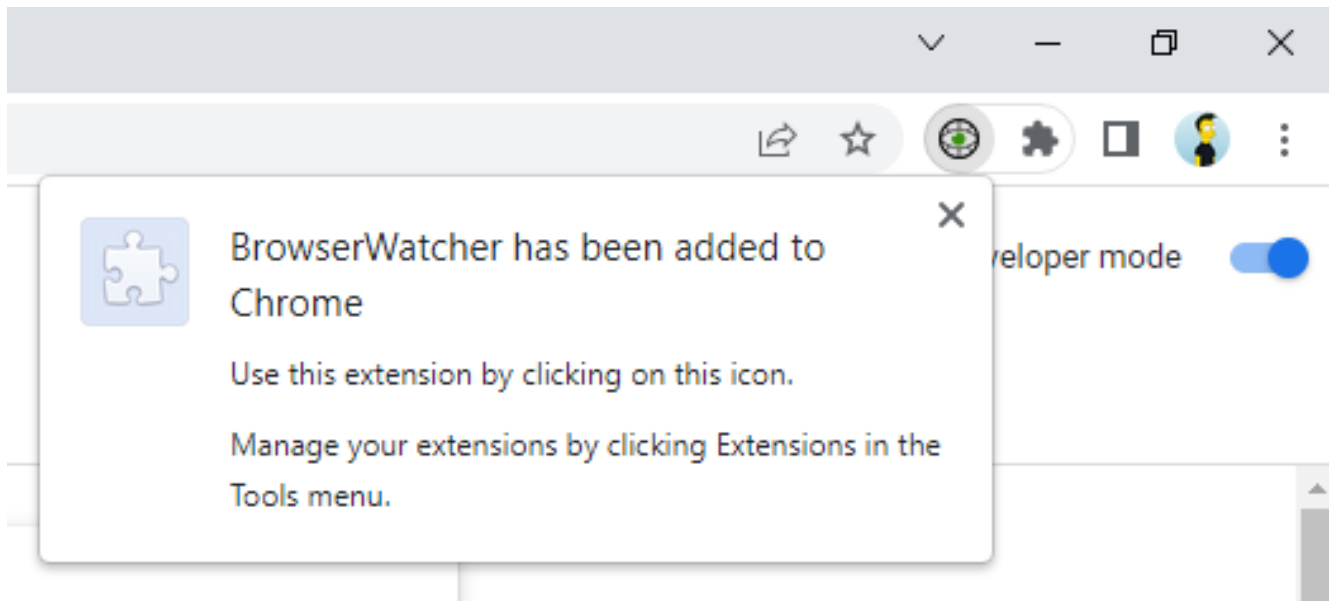 BrowserWatcher has been added to
Chrome
veloper mode
Use this extension by clicking on this icon.
Manage your extensions by clicking Extensions in the
Tools menu.